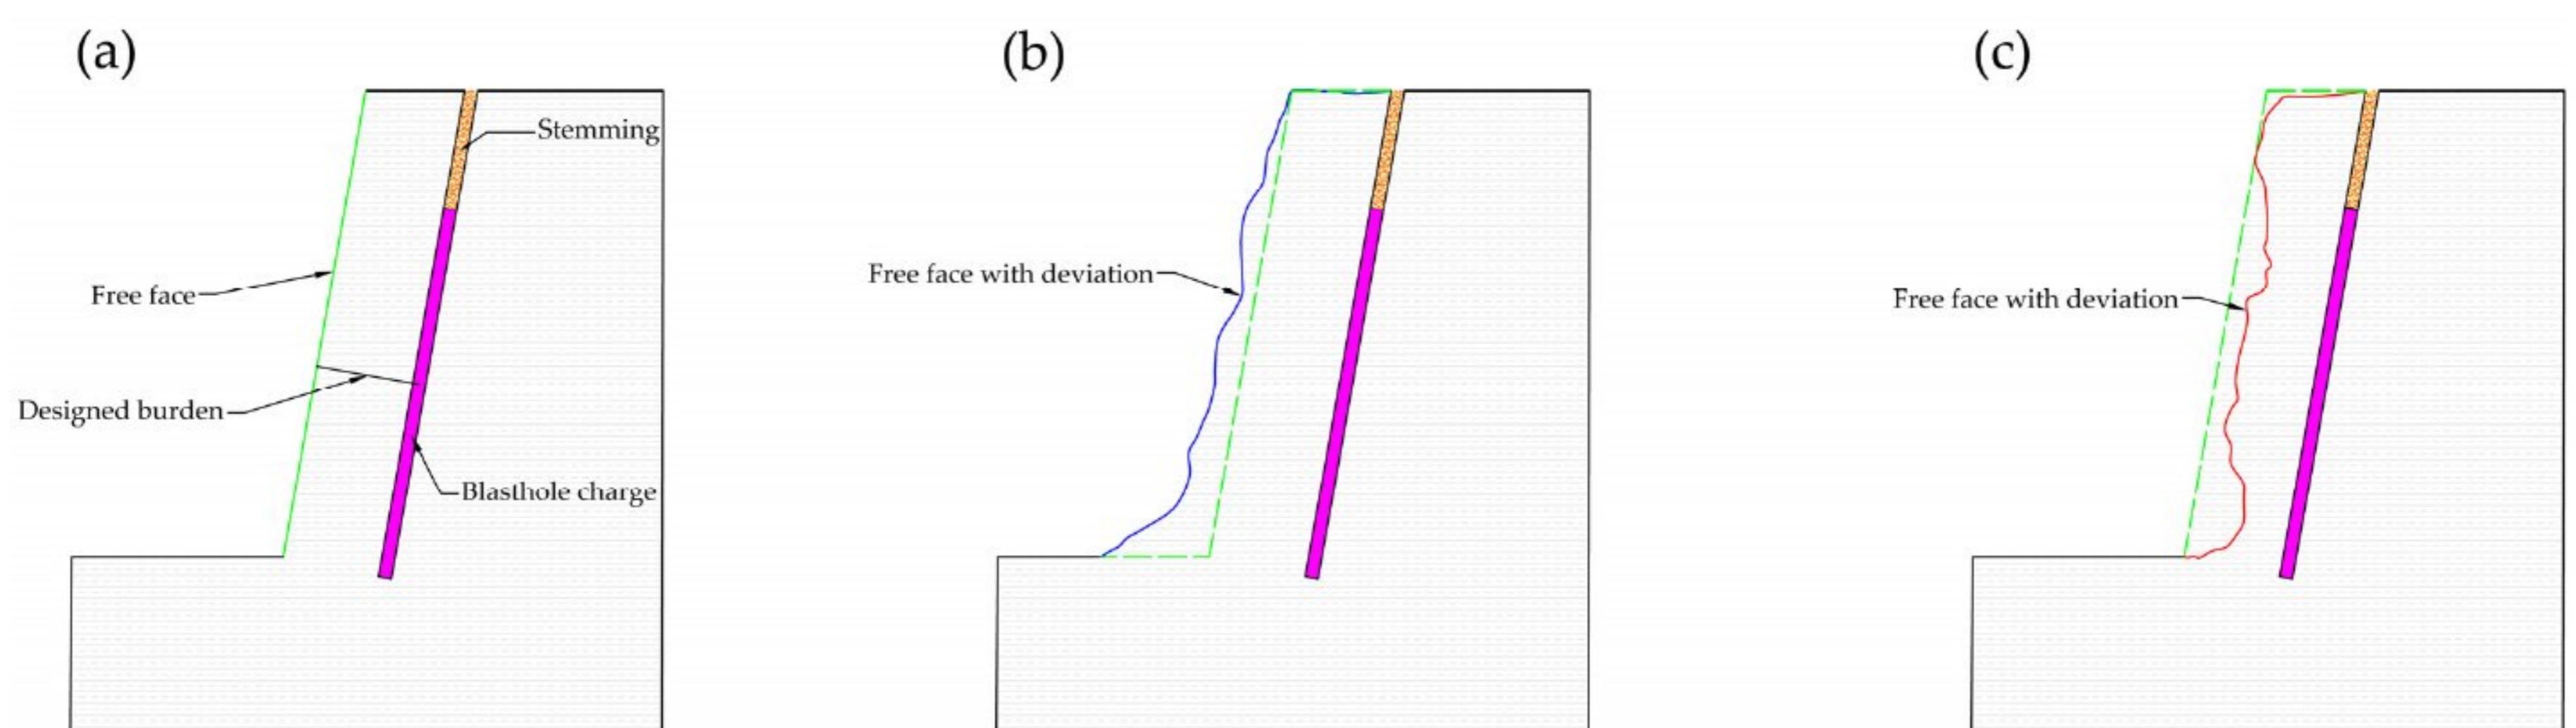 (a)
Stemming
Free face
Designed burden
Blasthole charge
(b)
Free face with deviation
(c)
Free face with deviation